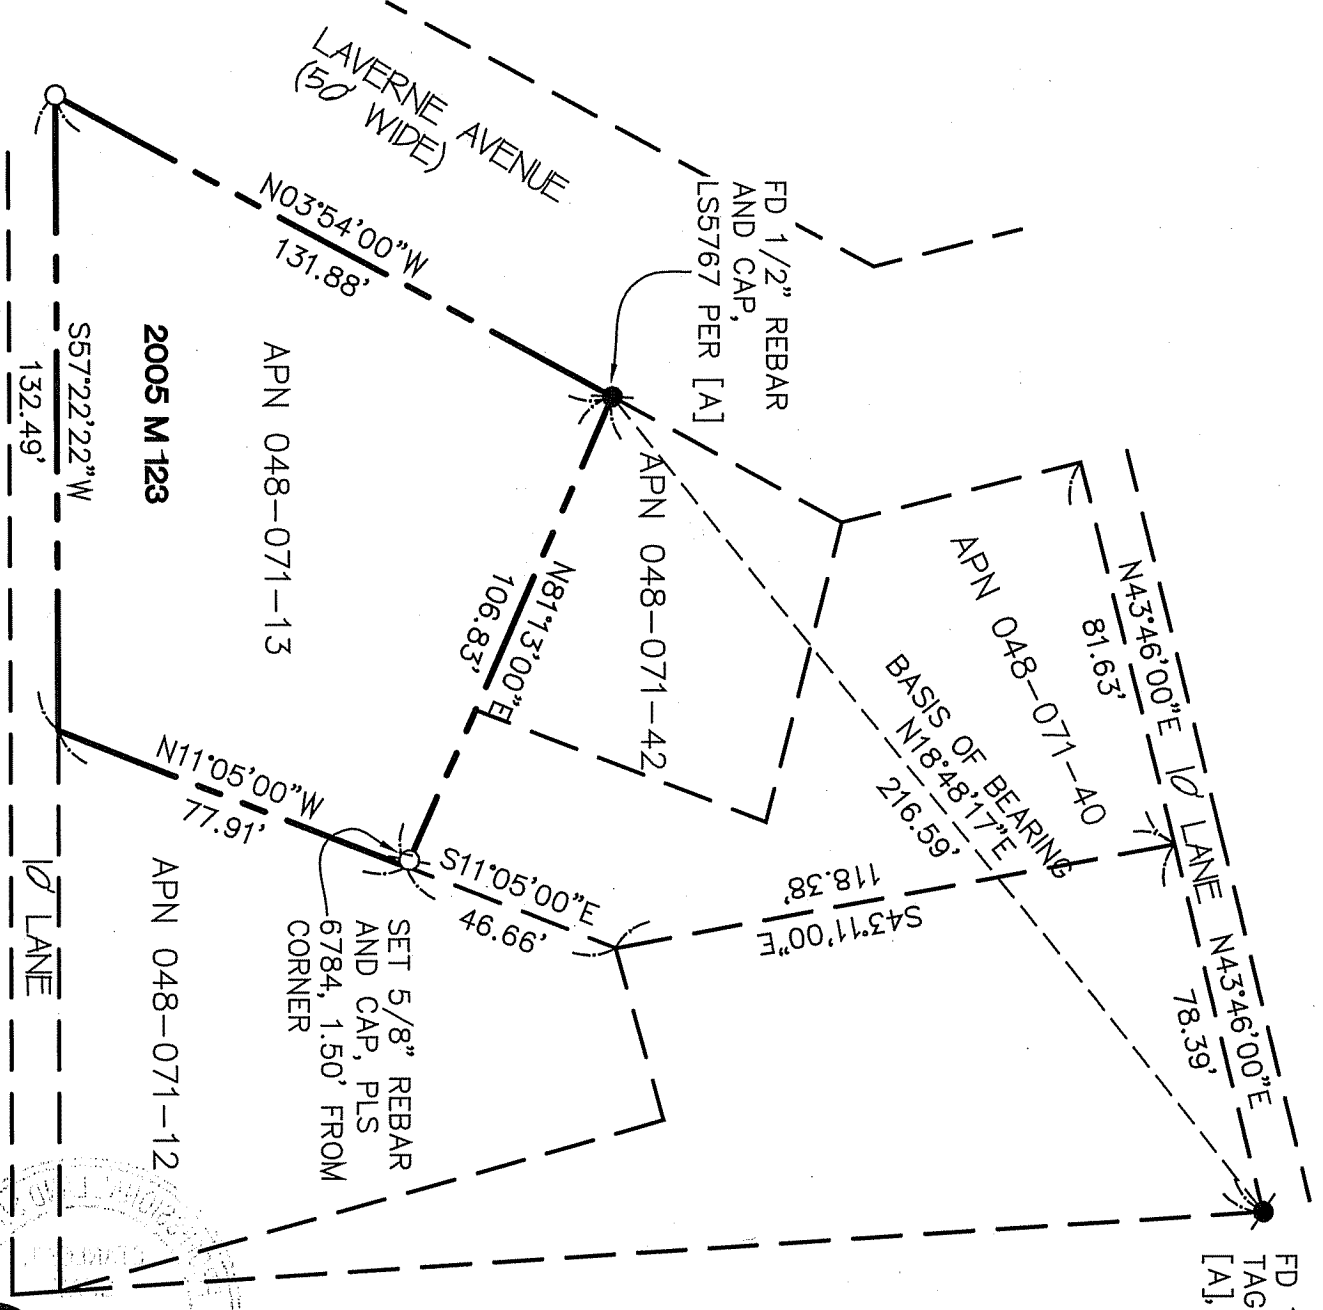 LAVERNE AVENUE
(50' WIDE)
FD 1/2" REBAR
AND CAP,
LS5767 PER [A]
N03°54'00"W
131.88'
S57°22'22"W
132.49'
2005 M 123
APN 048-071-13
APN 048-071-42
N81°13'00"E
106.83'
APN 048-071-40
N43°46'00"E
81.63'
10' LANE
N43°46'00"E
78.39'
BASIS OF BEARING
N18°48'17"E
216.59'
S43°11'00"E
118.38'
N11°05'00"W
77.91'
S11°05'00"E
46.66'
SET 5/8" REBAR
AND CAP, PLS
6784, 1.50' FROM
CORNER
APN 048-071-12
10' LANE
FD
TAG
[A],